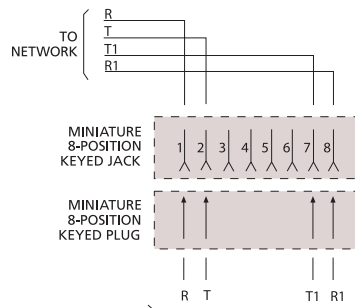 R
T
T1
R1
TO
NETWORK
MINIATURE
8-POSITION
KEYED JACK
1 2 3 4 5 6 7 8
MINIATURE
8-POSITION
KEYED PLUG
R T T1 R1